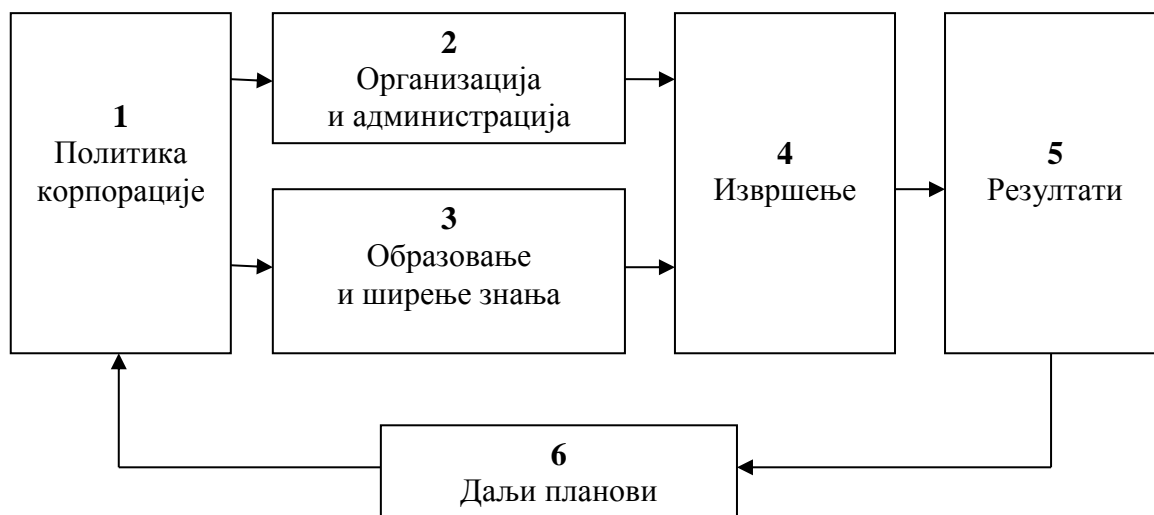 1
Политика
корпорације
2
Организација
и администрација
3
Образовање
и ширење знања
4
Извршење
5
Резултати
6
Даљи планови